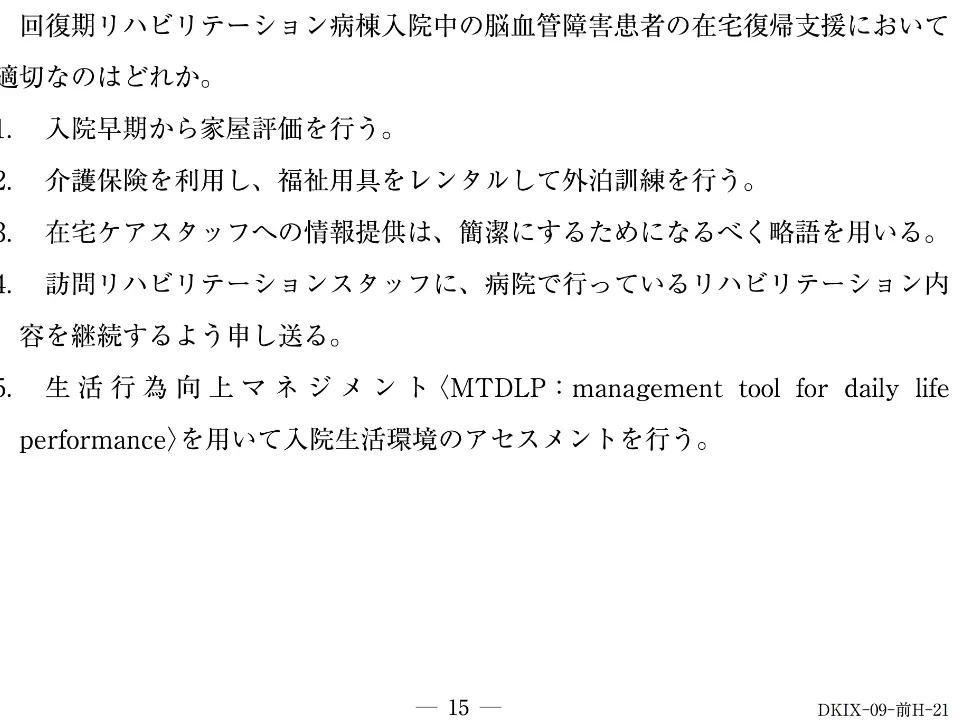 回復期リハビリテーション病棟入院中の脳血管障害患者の在宅復帰支援において
適切なのはどれか。
1. 入院早期から家屋評価を行う。
2. 介護保険を利用し、福祉用具をレンタルして外泊訓練を行う。
3. 在宅ケアスタッフへの情報提供は、簡潔にするためになるべく略語を用いる。
4. 訪問リハビリテーションスタッフに、病院で行っているリハビリテーション内
容を継続するよう申し送る。
5. 生活行為向上マネジメント〈MTDLP：management tool for daily life
performance〉を用いて入院生活環境のアセスメントを行う。
— 15 —
DKIX-09-前H-21